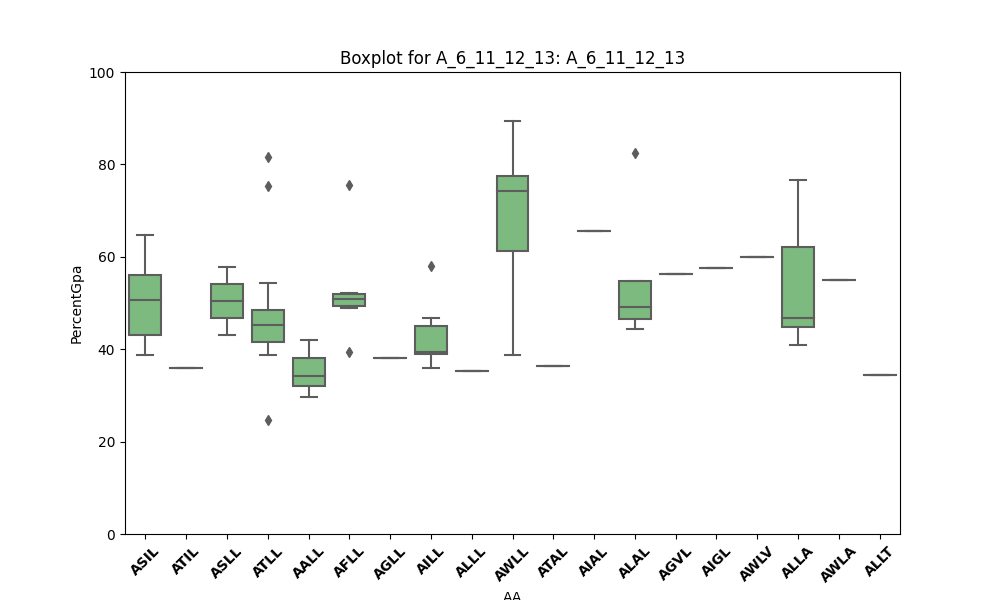 Boxplot for A_6_11_12_13: A_6_11_12_13
100
80
60
40
20
0
PercentGpa
ASIL ATIL ASLL ATLL AALL AFLL AGLL AILL ALLL AWLL ATAL AIAL ALAL AGVL AIGL AWLV ALLA AWLA ALLT
AA